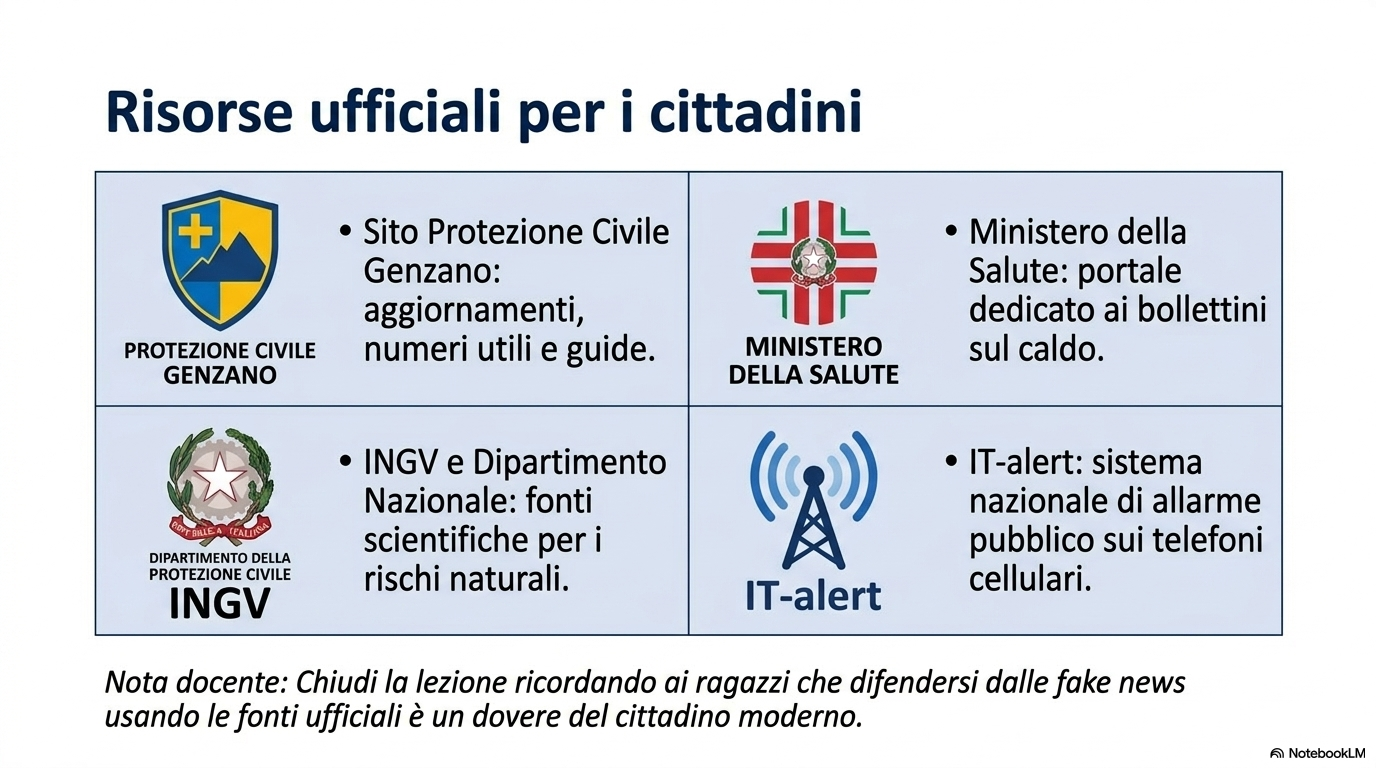 Risorse ufficiali per i cittadini
PROTEZIONE CIVILE
GENZANO
• Sito Protezione Civile
Genzano:
aggiornamenti,
numeri utili e guide.
MINISTERO
DELLA SALUTE
• Ministero della
Salute: portale
dedicato ai bollettini
sul caldo.
DIPARTIMENTO DELLA
PROTEZIONE CIVILE
INGV
• INGV e Dipartimento
Nazionale: fonti
scientifiche per i
rischi naturali.
IT-alert
• IT-alert: sistema
nazionale di allarme
pubblico sui telefoni
cellulari.
Nota docente: Chiudi la lezione ricordando ai ragazzi che difendersi dalle fake news
usando le fonti ufficiali è un dovere del cittadino moderno.
NotebookLM